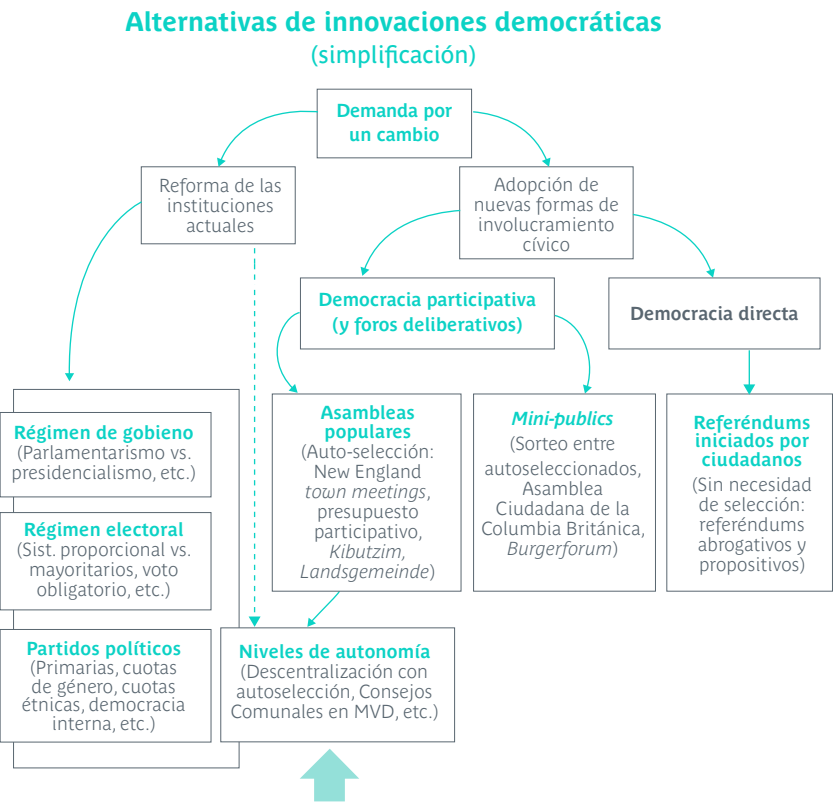 Alternativas de innovaciones democráticas
(simplificación)
Demanda por
un cambio
Reforma de las
instituciones
actuales
Adopción de
nuevas formas de
involucramiento
cívico
Democracia participativa
(y foros deliberativos)
Democracia directa
Régimen de gobieno
(Parlamentarismo vs.
presidencialismo, etc.)
Régimen electoral
(Sist. proporcional vs.
mayoritarios, voto
obligatorio, etc.)
Partidos políticos
(Primarias, cuotas
de género, cuotas
étnicas, democracia
interna, etc.)
Asambleas
populares
(Auto-selección:
New England
town meetings,
presupuesto
participativo,
Kibutzim,
Landsgemeinde)
Mini-publics
(Sorteo entre
autoseleccionados,
Asamblea
Ciudadana de la
Columbia Británica,
Burgerforum)
Referéndums
iniciados por
ciudadanos
(Sin necesidad
de selección:
referéndums
abrogativos y
propositivos)
Niveles de autonomía
(Descentralización con
autoselección, Consejos
Comunales en MVD, etc.)